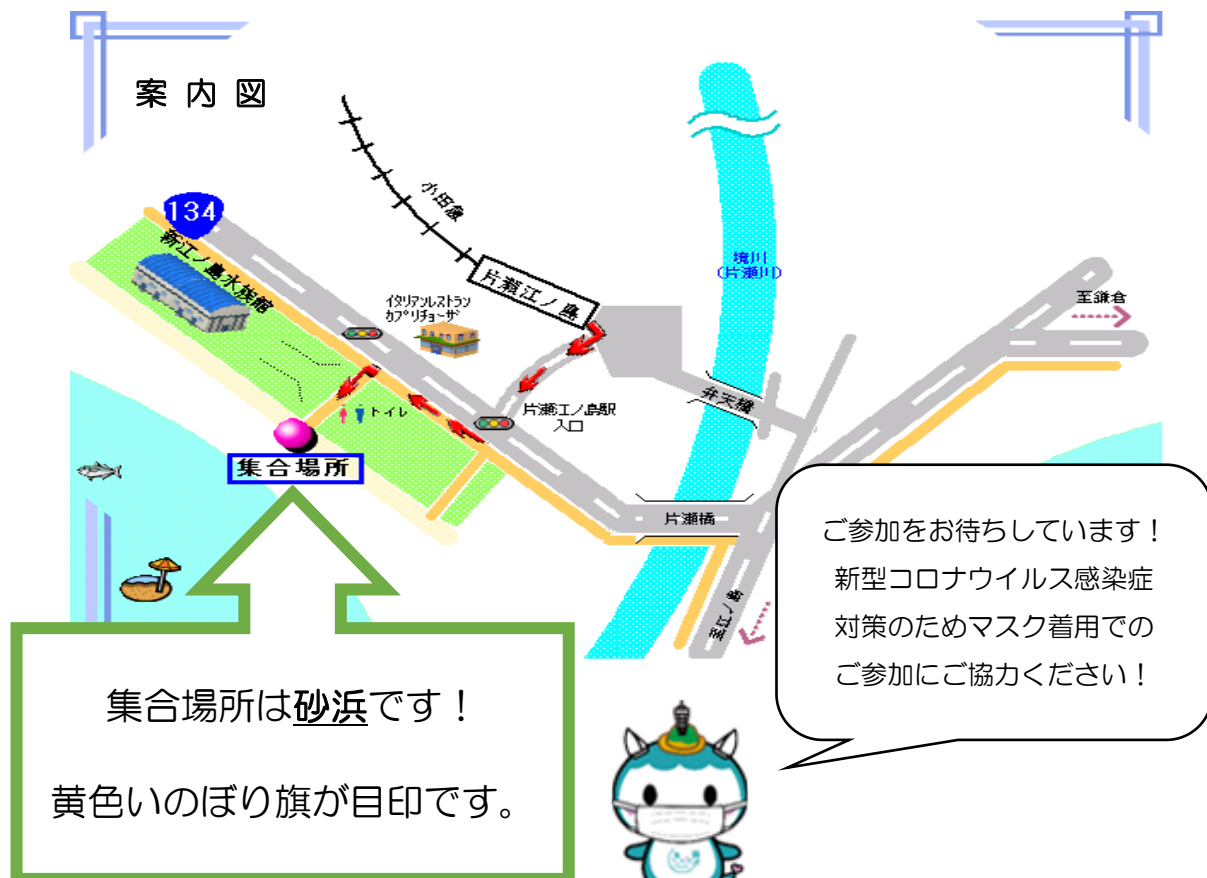 案 内 図
134
新江ノ島水族館
小田急
片瀬江ノ島
イタリアンレストラン
カプリチョーザ
境川
(片瀬川)
至鎌倉
弁天橋
片瀬江ノ島駅
入口
トイレ
集合場所
片瀬橋
至江ノ島
集合場所は砂浜です！
黄色いのぼり旗が目印です。
ご参加をお待ちしています！
新型コロナウイルス感染症
対策のためマスク着用での
ご参加にご協力ください！